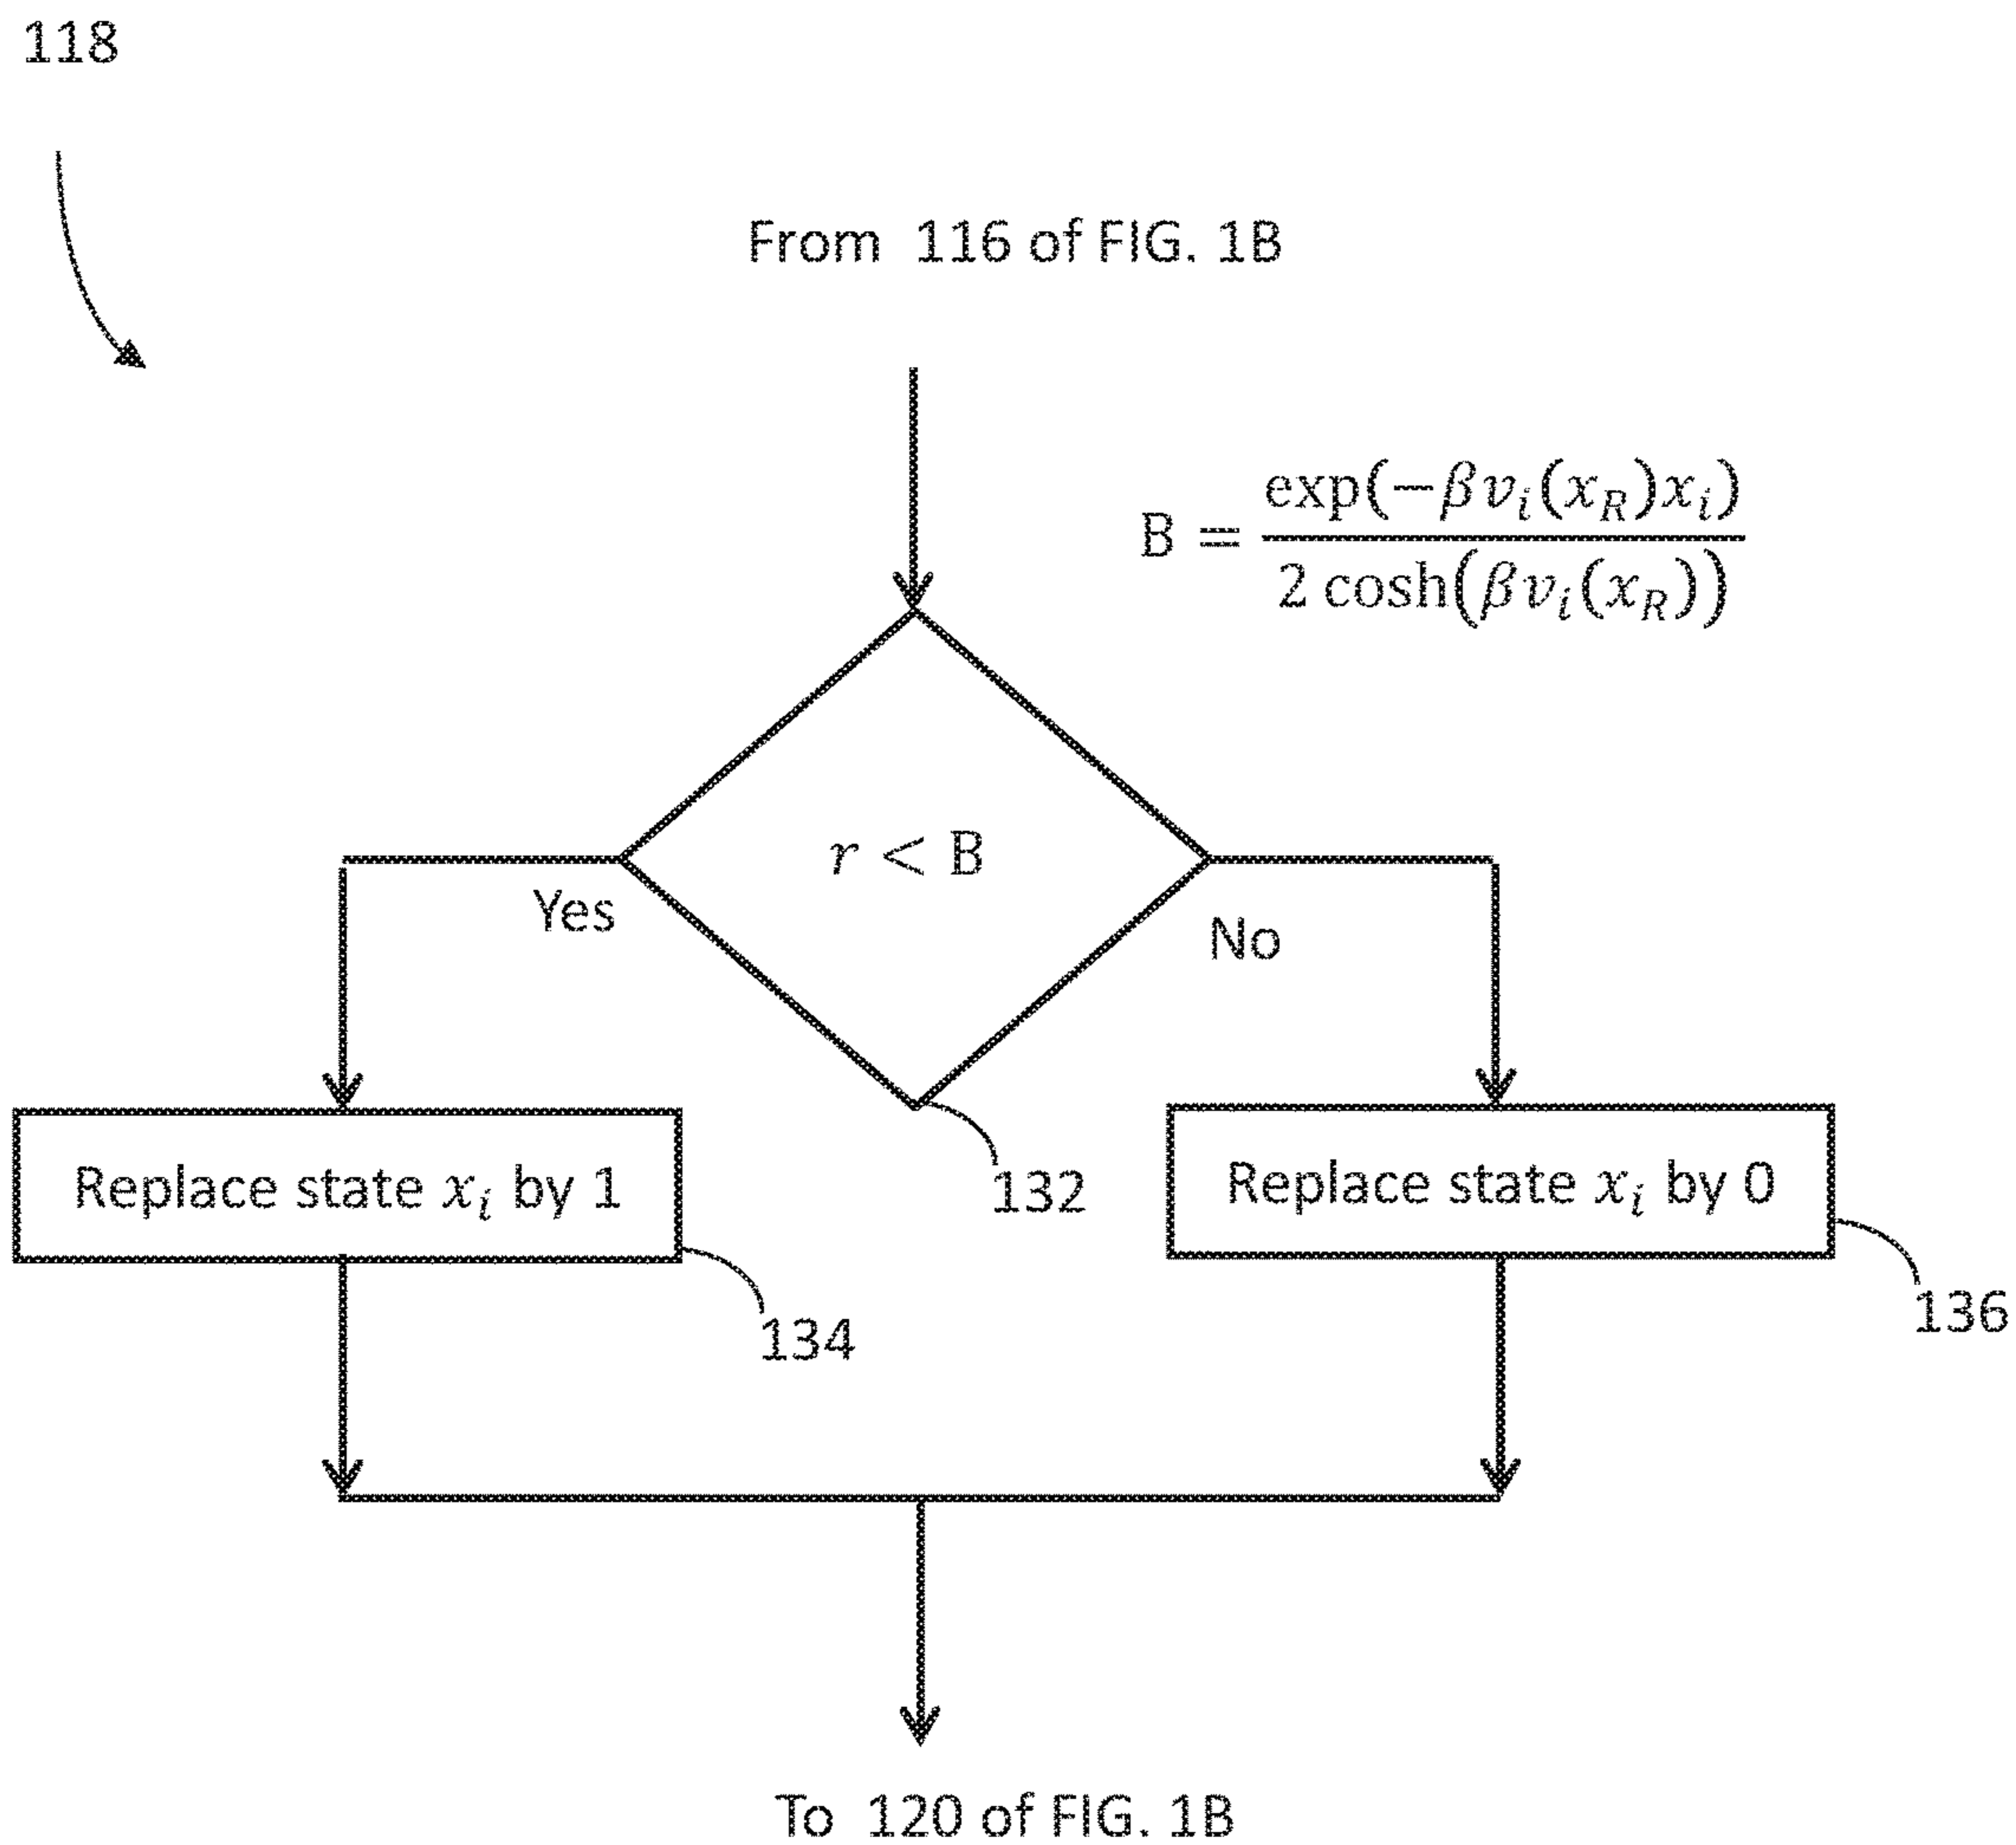 118
From 116 of FIG. 1B
B = exp(−βv_i(x_R)x_i) / 2 cosh(βv_i(x_R))
r < B
Yes
No
Replace state x_i by 1
132
Replace state x_i by 0
134
136
To 120 of FIG. 1B